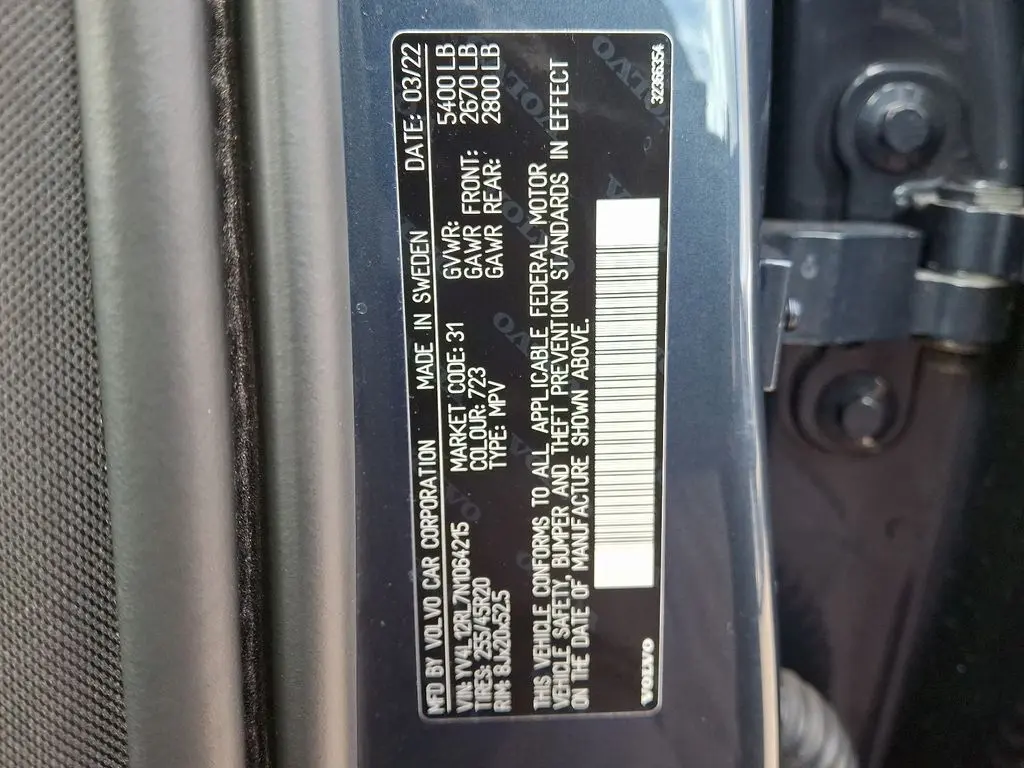 MFD BY VOLVO CAR CORPORATION MADE IN SWEDEN DATE: 03/22
VIN: YV4L12RL7N1064215 MARKET CODE: 31 GVWR: 5400 LB
TIRES: 255/45R20 COLOUR: 723 GAWR FRONT: 2670 LB
RIM: 8Jx20x52.5 TYPE: MPV GAWR REAR: 2800 LB
THIS VEHICLE CONFORMS TO ALL APPLICABLE FEDERAL MOTOR
VEHICLE SAFETY, BUMPER AND THEFT PREVENTION STANDARDS IN EFFECT
ON THE DATE OF MANUFACTURE SHOWN ABOVE.
VOLVO 32366354